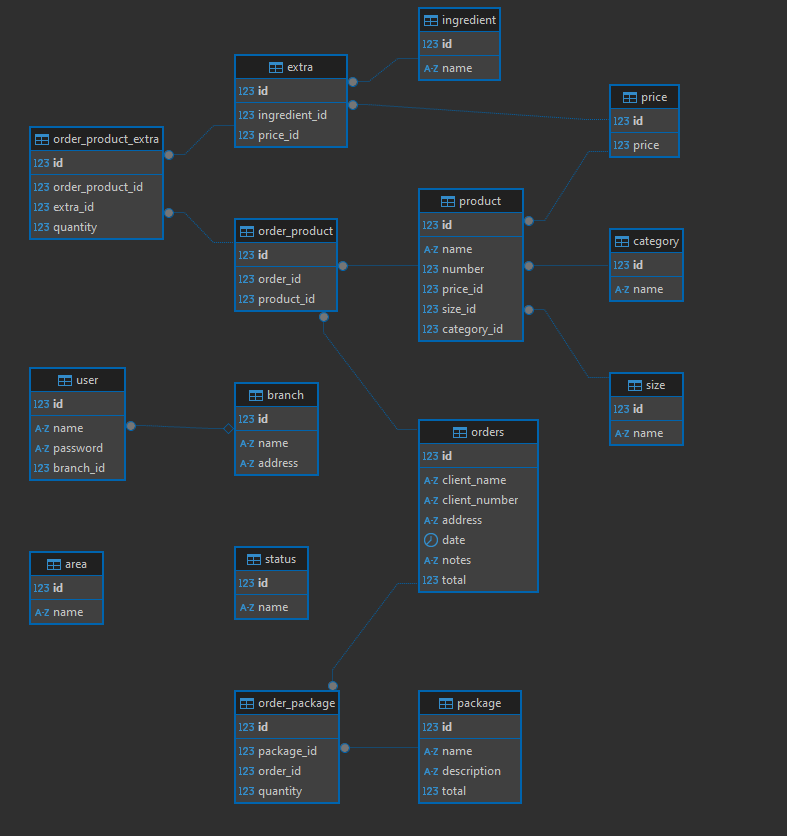 ingredient
123 id
A-Z name
extra
123 id
123 ingredient_id
123 price_id
price
123 id
123 price
order_product_extra
123 id
123 order_product_id
123 extra_id
123 quantity
product
123 id
A-Z name
123 number
123 price_id
123 size_id
123 category_id
order_product
123 id
123 order_id
123 product_id
category
123 id
A-Z name
user
123 id
A-Z name
A-Z password
123 branch_id
branch
123 id
A-Z name
A-Z address
size
123 id
A-Z name
orders
123 id
A-Z client_name
A-Z client_number
A-Z address
date
A-Z notes
123 total
area
123 id
A-Z name
status
123 id
A-Z name
order_package
123 id
123 package_id
123 order_id
123 quantity
package
123 id
A-Z name
A-Z description
123 total